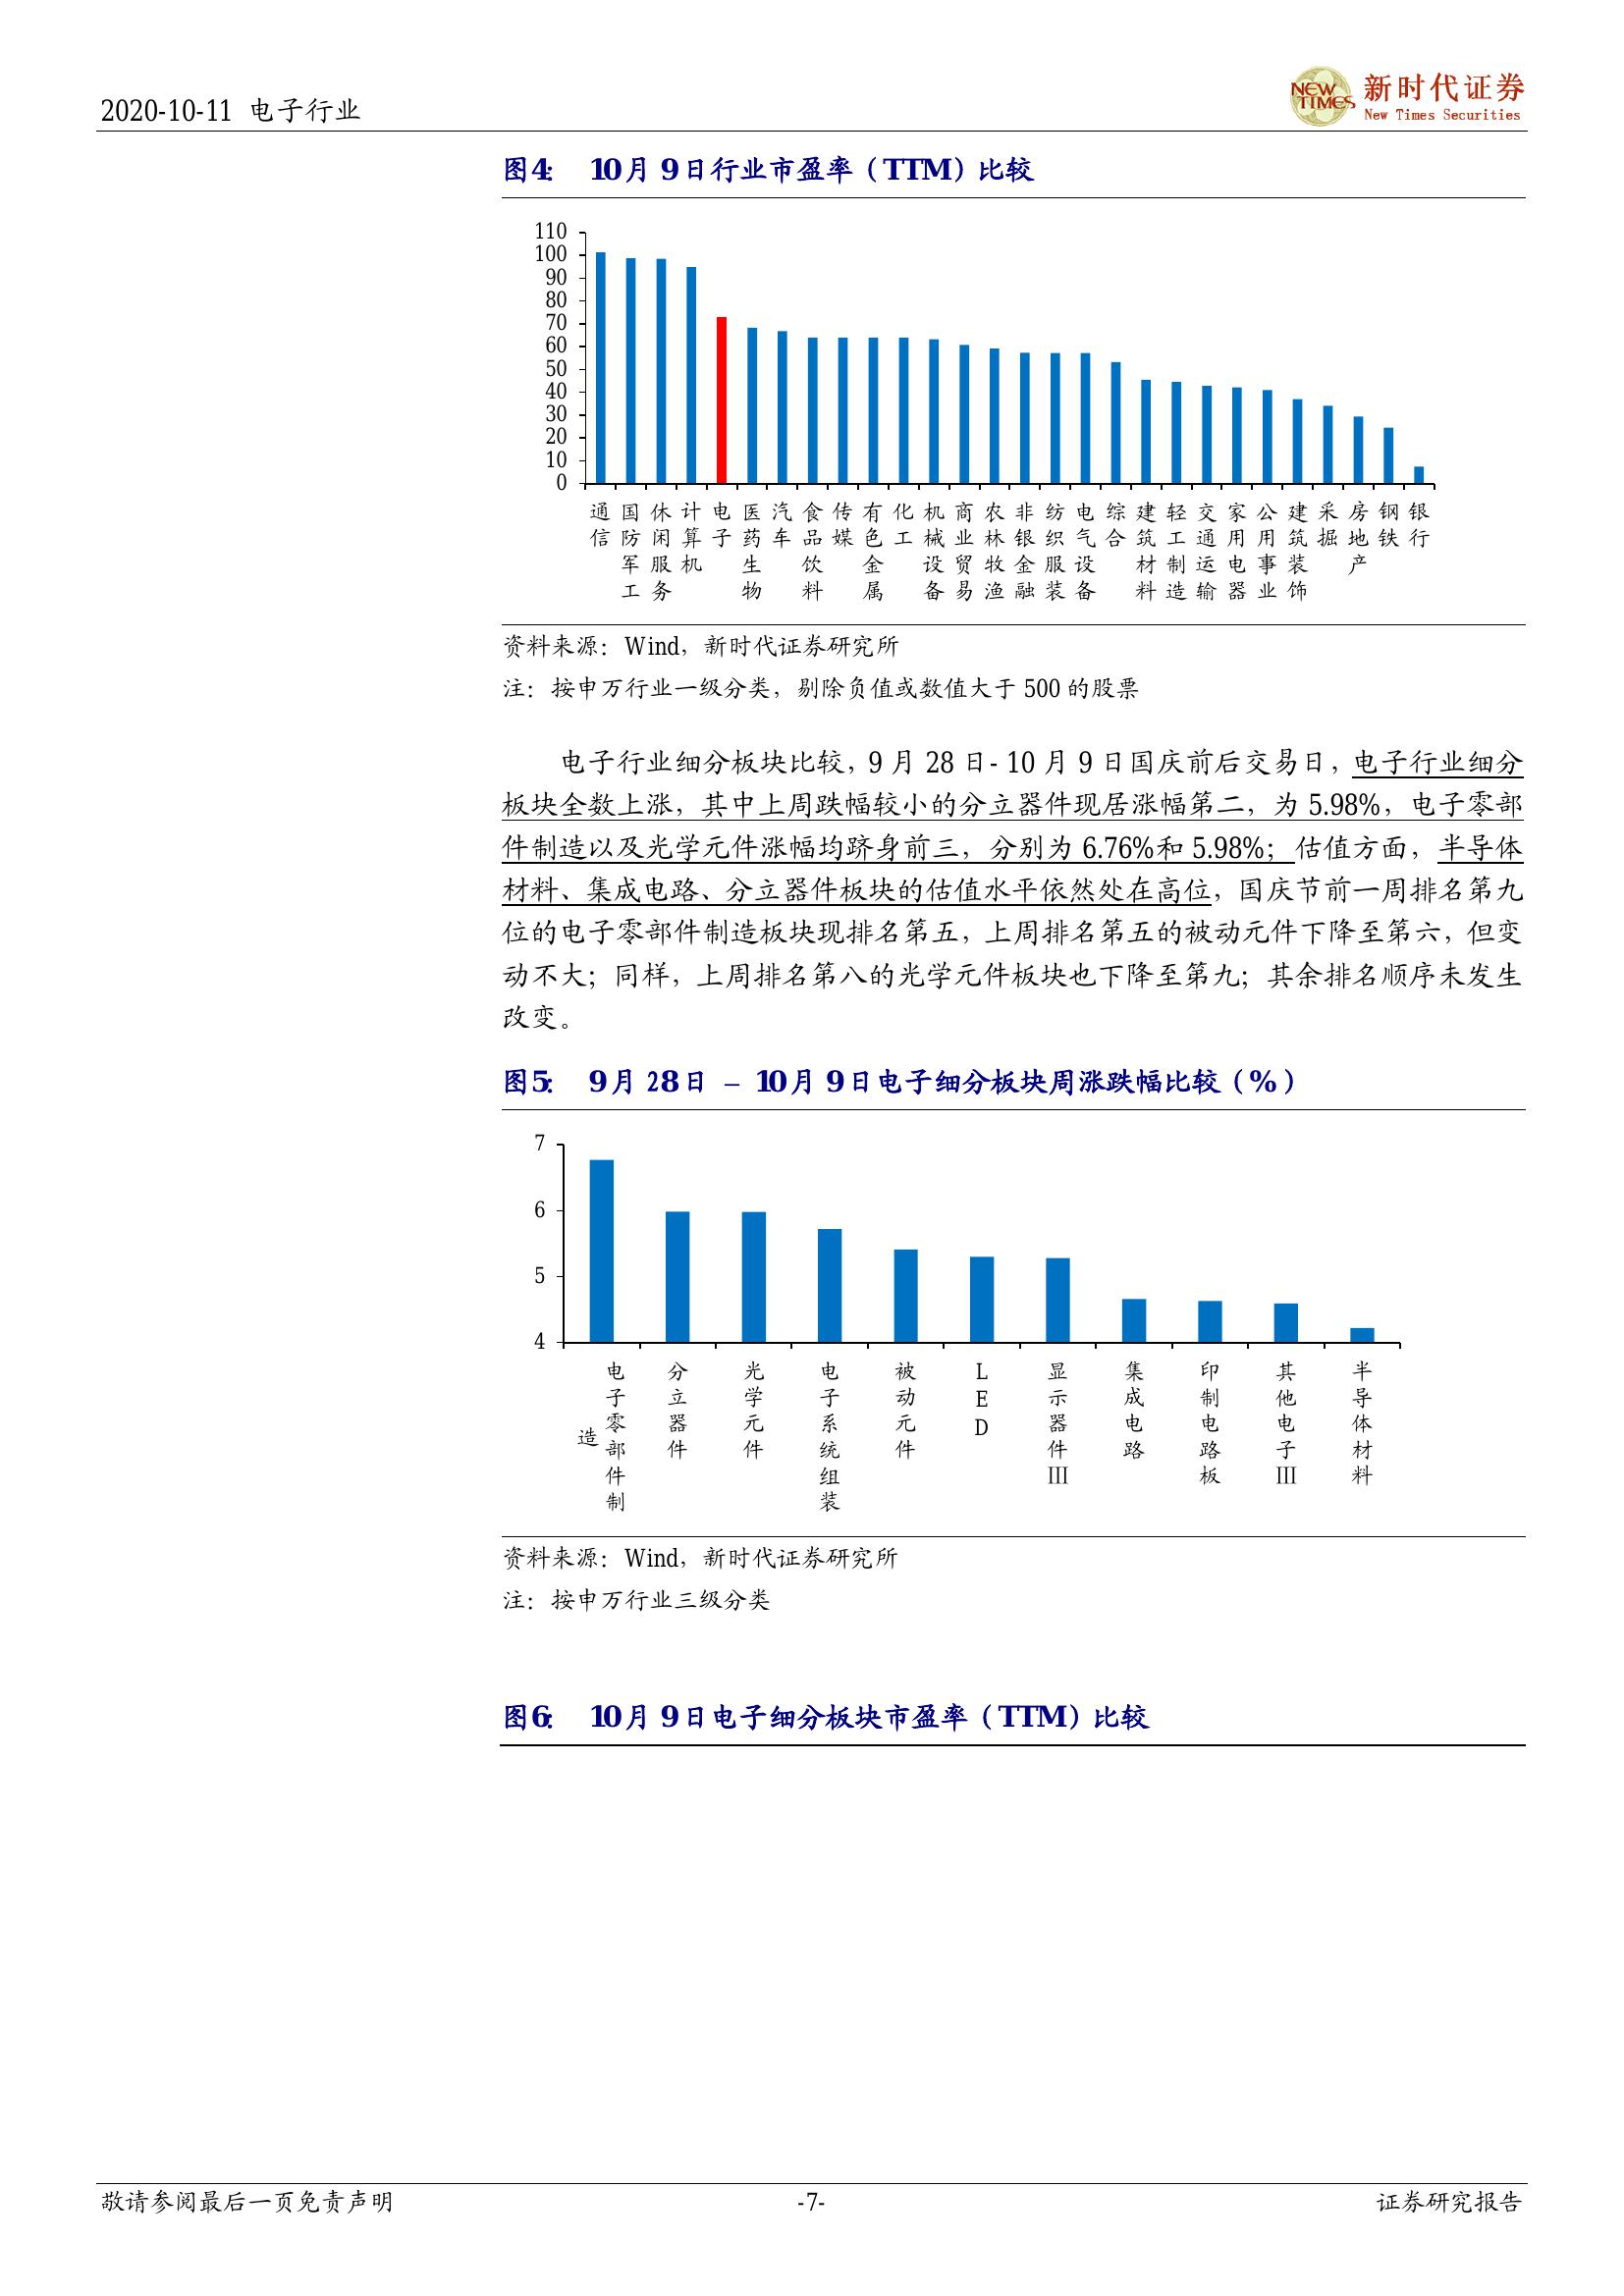 2020-10-11 电子行业
NEW TIMES
新时代证券
New Times Securities
图4: 10月 9日行业市盈率（TTM）比较
110
100
90
80
70
60
50
40
30
20
10
0
通信
国防军工
休闲服务
计算机
电子
医药生物
汽车
食品饮料
传媒
有色金属
化工
机械设备
商业贸易
农林牧渔
非银金融
纺织服装
电气设备
综合
建筑材料
轻工制造
交通运输
家用电器
公用事业
建筑装饰
采掘
房地产
钢铁
银行
资料来源：Wind，新时代证券研究所
注：按申万行业一级分类，剔除负值或数值大于 500 的股票
电子行业细分板块比较，9 月 28 日- 10 月 9 日国庆前后交易日，电子行业细分
板块全数上涨，其中上周跌幅较小的分立器件现居涨幅第二，为 5.98%，电子零部
件制造以及光学元件涨幅均跻身前三，分别为 6.76%和 5.98%；估值方面，半导体
材料、集成电路、分立器件板块的估值水平依然处在高位，国庆节前一周排名第九
位的电子零部件制造板块现排名第五，上周排名第五的被动元件下降至第六，但变
动不大；同样，上周排名第八的光学元件板块也下降至第九；其余排名顺序未发生
改变。
图5: 9月 28日 – 10月 9日电子细分板块周涨跌幅比较（%）
7
6
5
4
电子零部件制造
分立器件
光学元件
电子系统组装
被动元件
LED
显示器件III
集成电路
印制电路板
其他电子III
半导体材料
资料来源：Wind，新时代证券研究所
注：按申万行业三级分类
图6: 10月 9日电子细分板块市盈率（TTM）比较
敬请参阅最后一页免责声明
-7-
证券研究报告